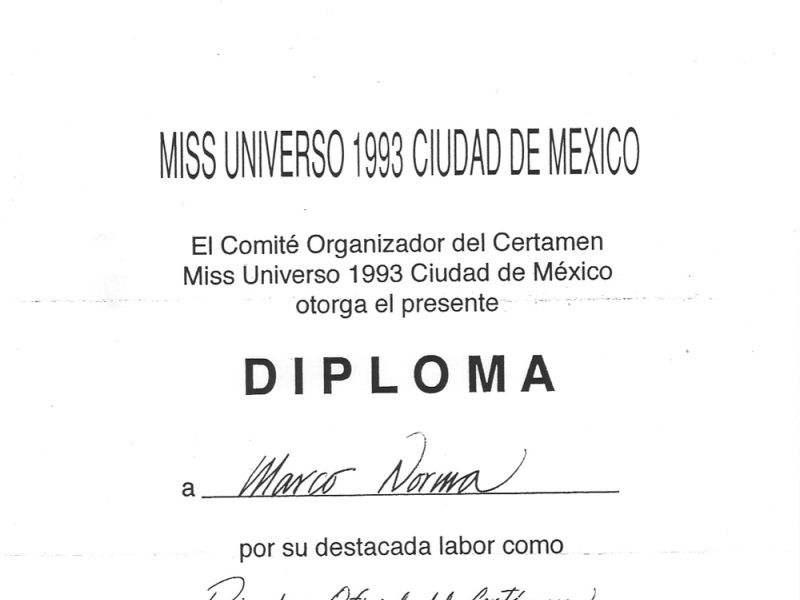 MISS UNIVERSO 1993 CIUDAD DE MEXICO
El Comité Organizador del Certamen
Miss Universo 1993 Ciudad de México
otorga el presente
DIPLOMA
a Marco Norma
por su destacada labor como